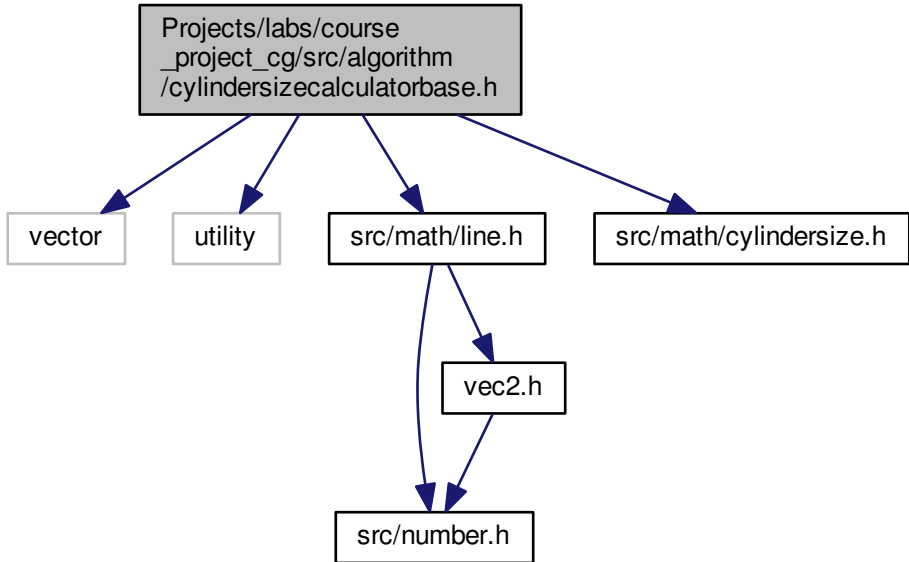 Projects/labs/course
_project_cg/src/algorithm
/cylindersizecalculatorbase.h
vector
utility
src/math/line.h
src/math/cylindersize.h
vec2.h
src/number.h